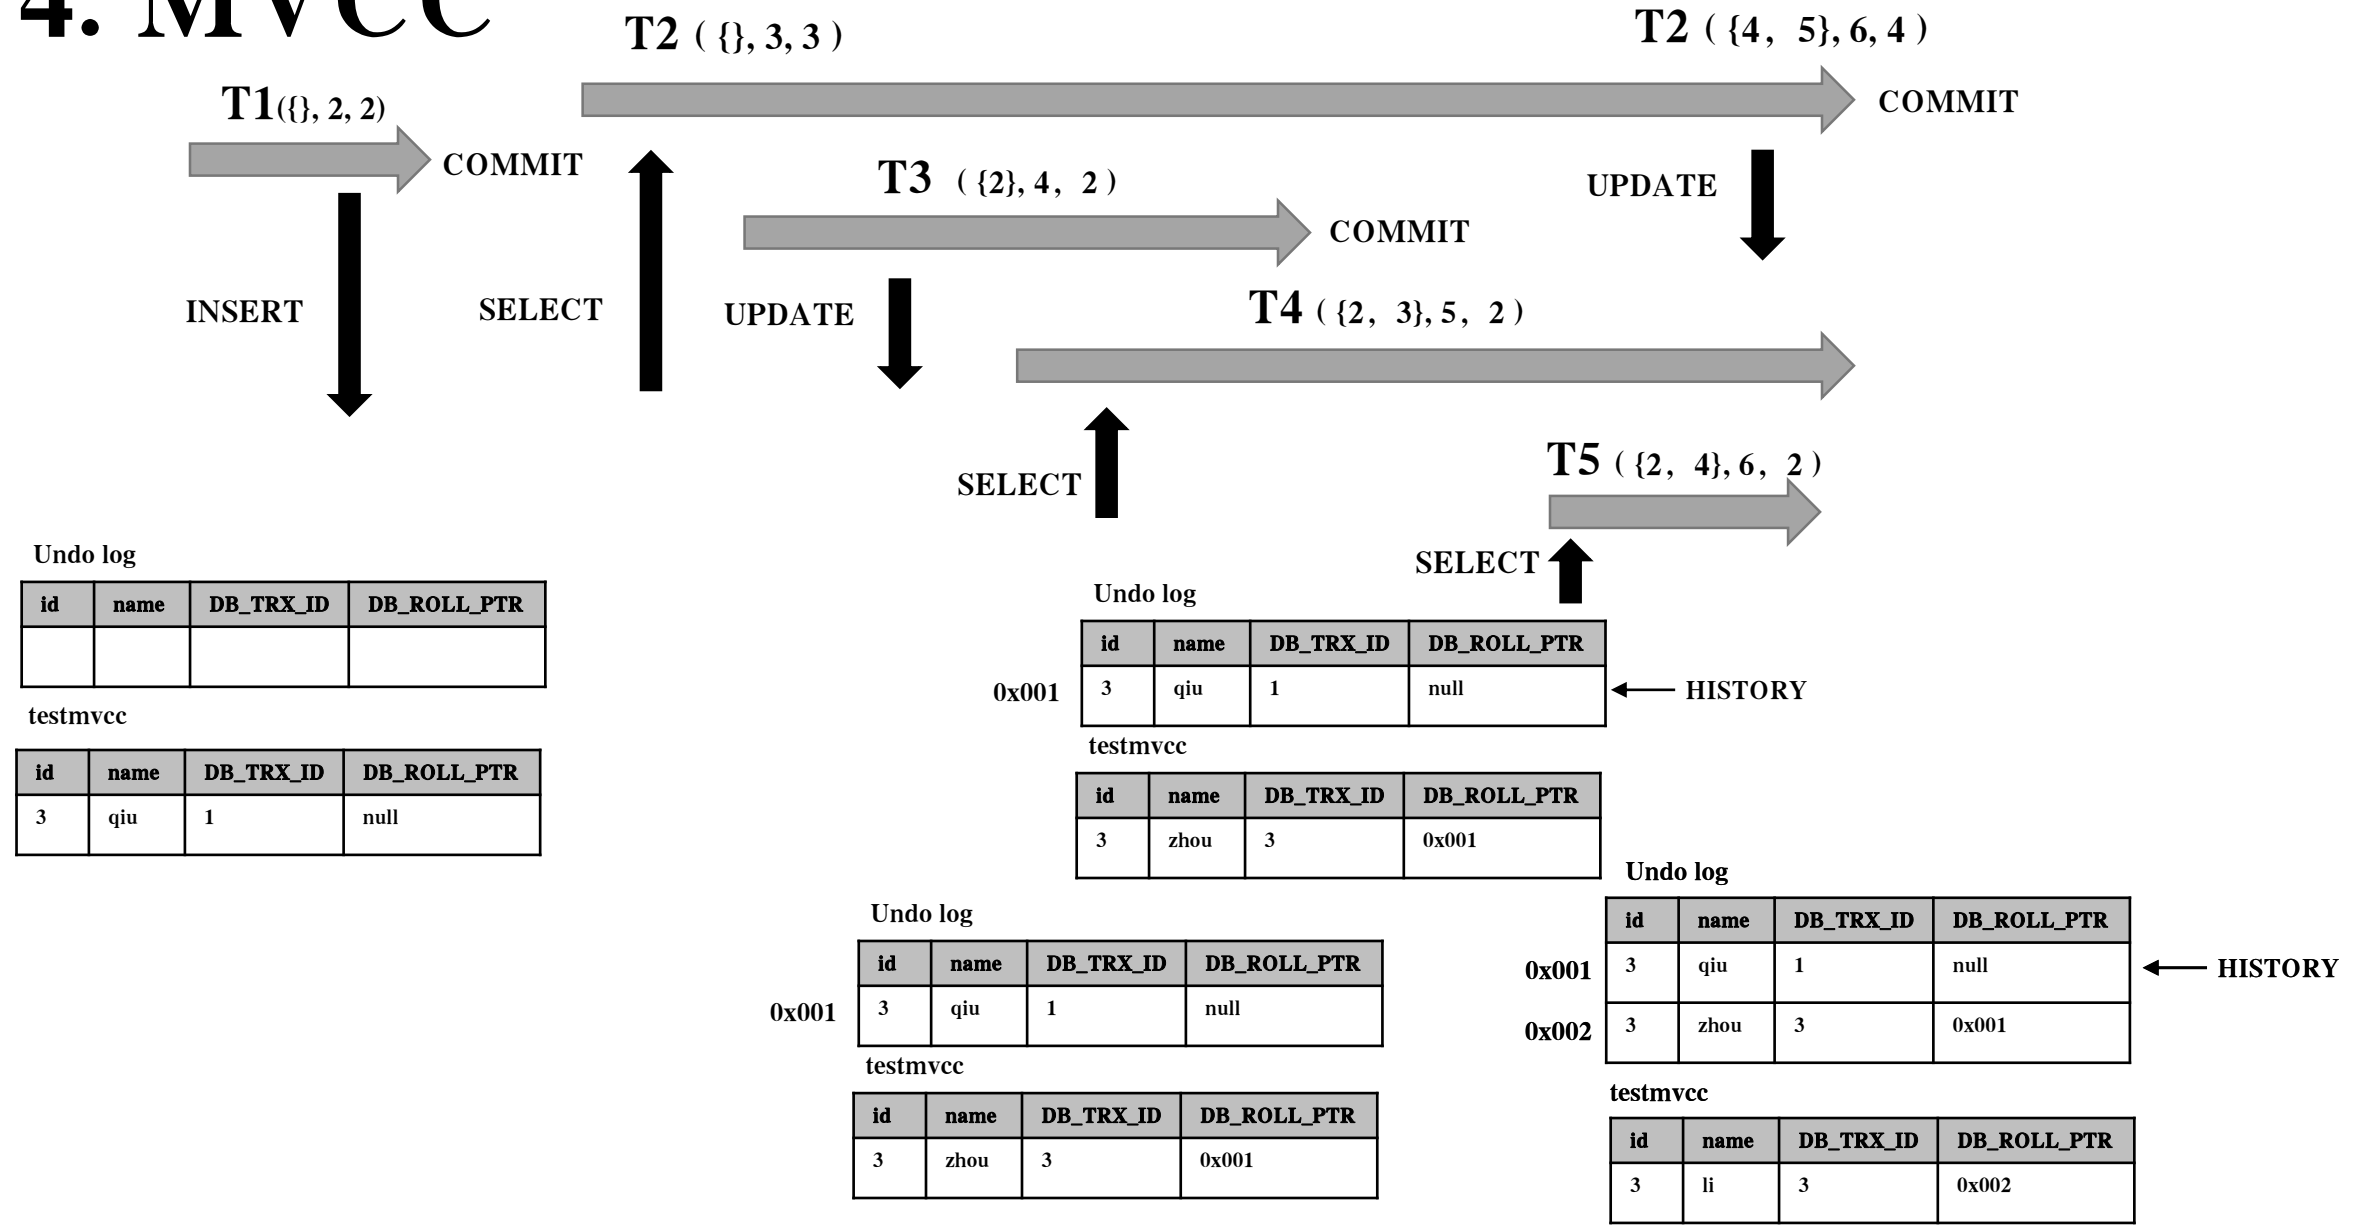 4. MVCC
T2 ( {}, 3, 3 )
T2 ( {4, 5}, 6, 4 )
T1({}, 2, 2)
COMMIT
COMMIT
T3 ( {2}, 4, 2 )
UPDATE
COMMIT
INSERT
SELECT
UPDATE
T4 ( {2, 3}, 5, 2 )
SELECT
T5 ( {2, 4}, 6, 2 )
SELECT
Undo log
id name DB_TRX_ID DB_ROLL_PTR
testmvcc
id name DB_TRX_ID DB_ROLL_PTR
3 qiu 1 null
Undo log
id name DB_TRX_ID DB_ROLL_PTR
0x001 3 qiu 1 null HISTORY
testmvcc
id name DB_TRX_ID DB_ROLL_PTR
3 zhou 3 0x001
Undo log
id name DB_TRX_ID DB_ROLL_PTR
0x001 3 qiu 1 null
testmvcc
id name DB_TRX_ID DB_ROLL_PTR
3 zhou 3 0x001
Undo log
id name DB_TRX_ID DB_ROLL_PTR
0x001 3 qiu 1 null HISTORY
0x002 3 zhou 3 0x001
testmvcc
id name DB_TRX_ID DB_ROLL_PTR
3 li 3 0x002